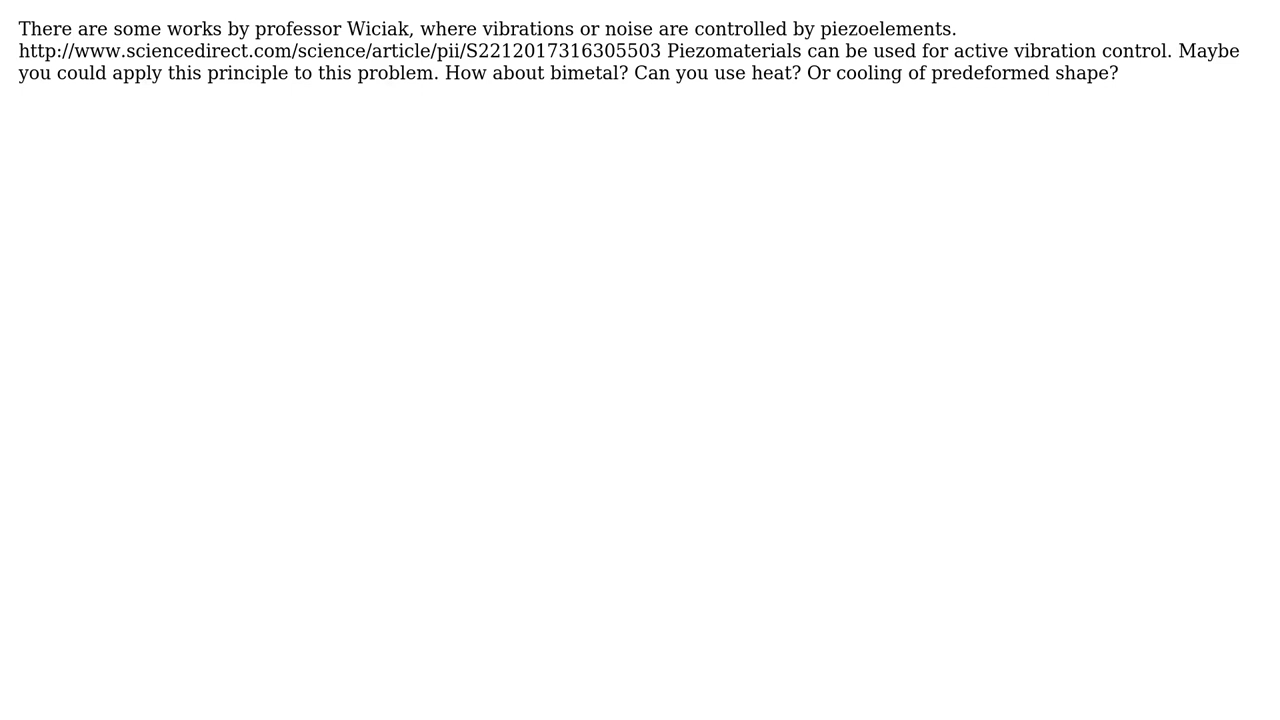 There are some works by professor Wiciak, where vibrations or noise are controlled by piezoelements.
http://www.sciencedirect.com/science/article/pii/S2212017316305503 Piezomaterials can be used for active vibration control. Maybe
you could apply this principle to this problem. How about bimetal? Can you use heat? Or cooling of predeformed shape?